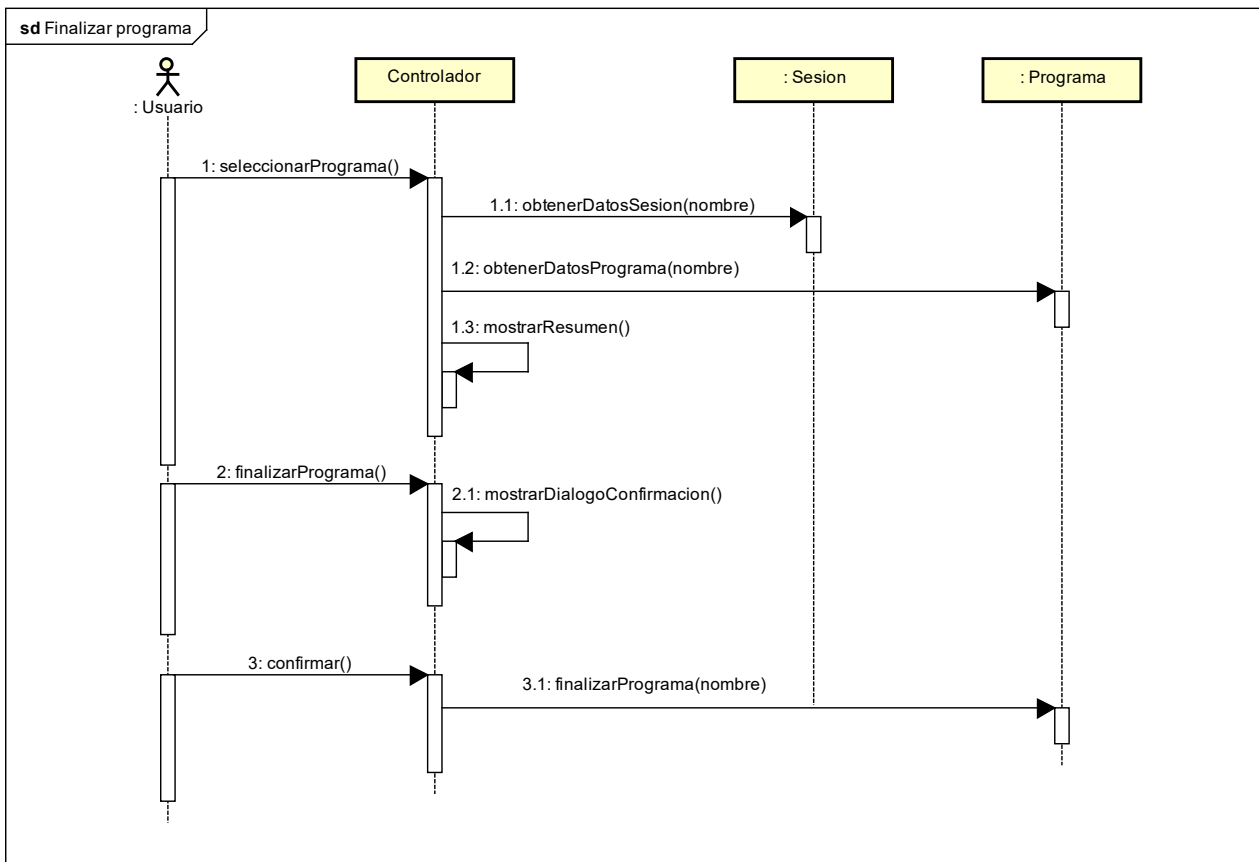 sd Finalizar programa
: Usuario
Controlador
: Sesion
: Programa
1: seleccionarPrograma()
1.1: obtenerDatosSesion(nombre)
1.2: obtenerDatosPrograma(nombre)
1.3: mostrarResumen()
2: finalizarPrograma()
2.1: mostrarDialogoConfirmacion()
3: confirmar()
3.1: finalizarPrograma(nombre)